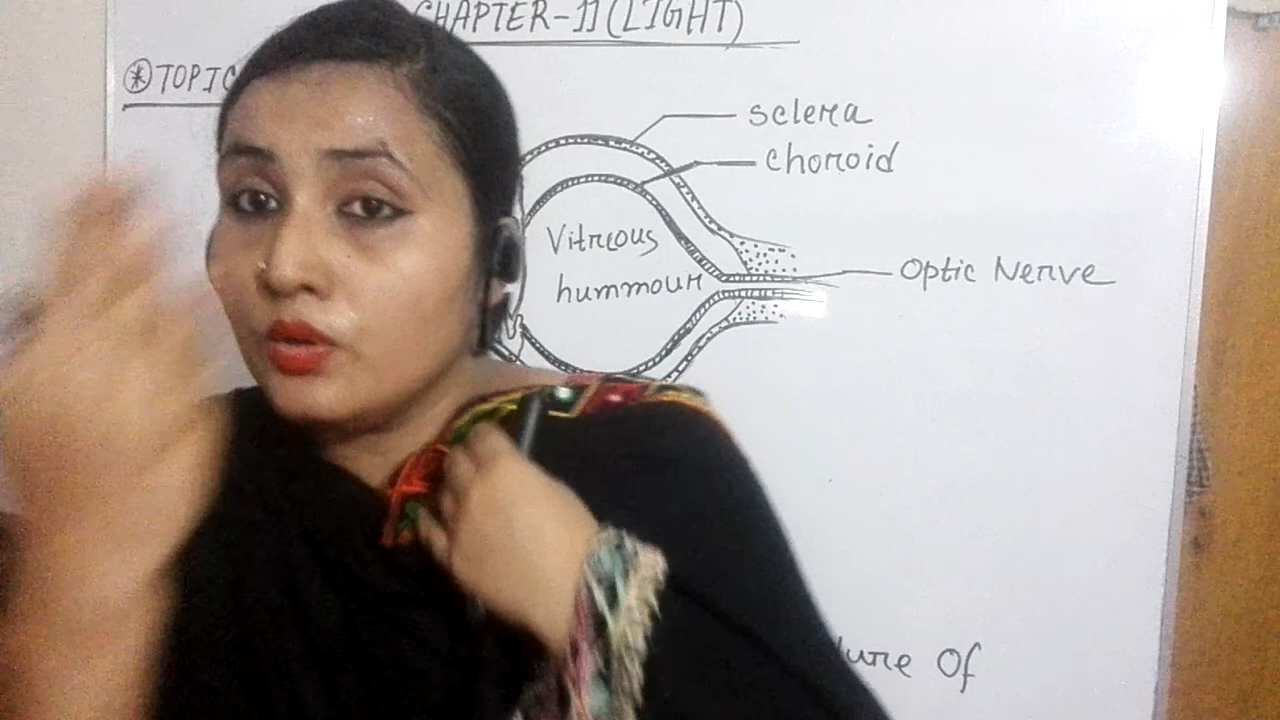 CHAPTER-11(LIGHT)
TOPIC
Sclera
Choroid
Vitreous
hummour
Optic Nerve
Of